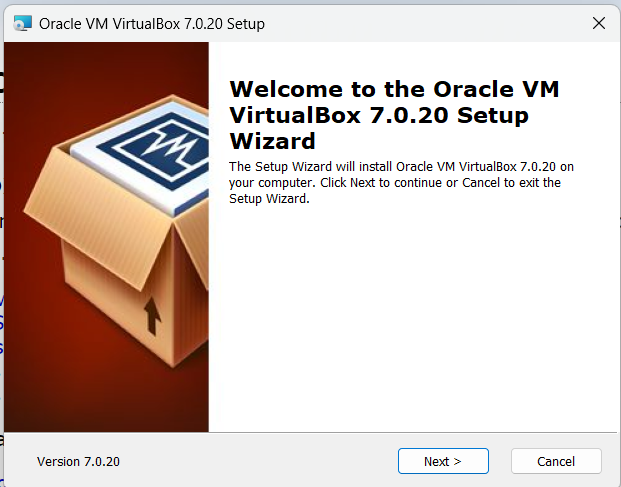 Oracle VM VirtualBox 7.0.20 Setup
Welcome to the Oracle VM
VirtualBox 7.0.20 Setup
Wizard
The Setup Wizard will install Oracle VM VirtualBox 7.0.20 on
your computer. Click Next to continue or Cancel to exit the
Setup Wizard.
Version 7.0.20
Next >
Cancel